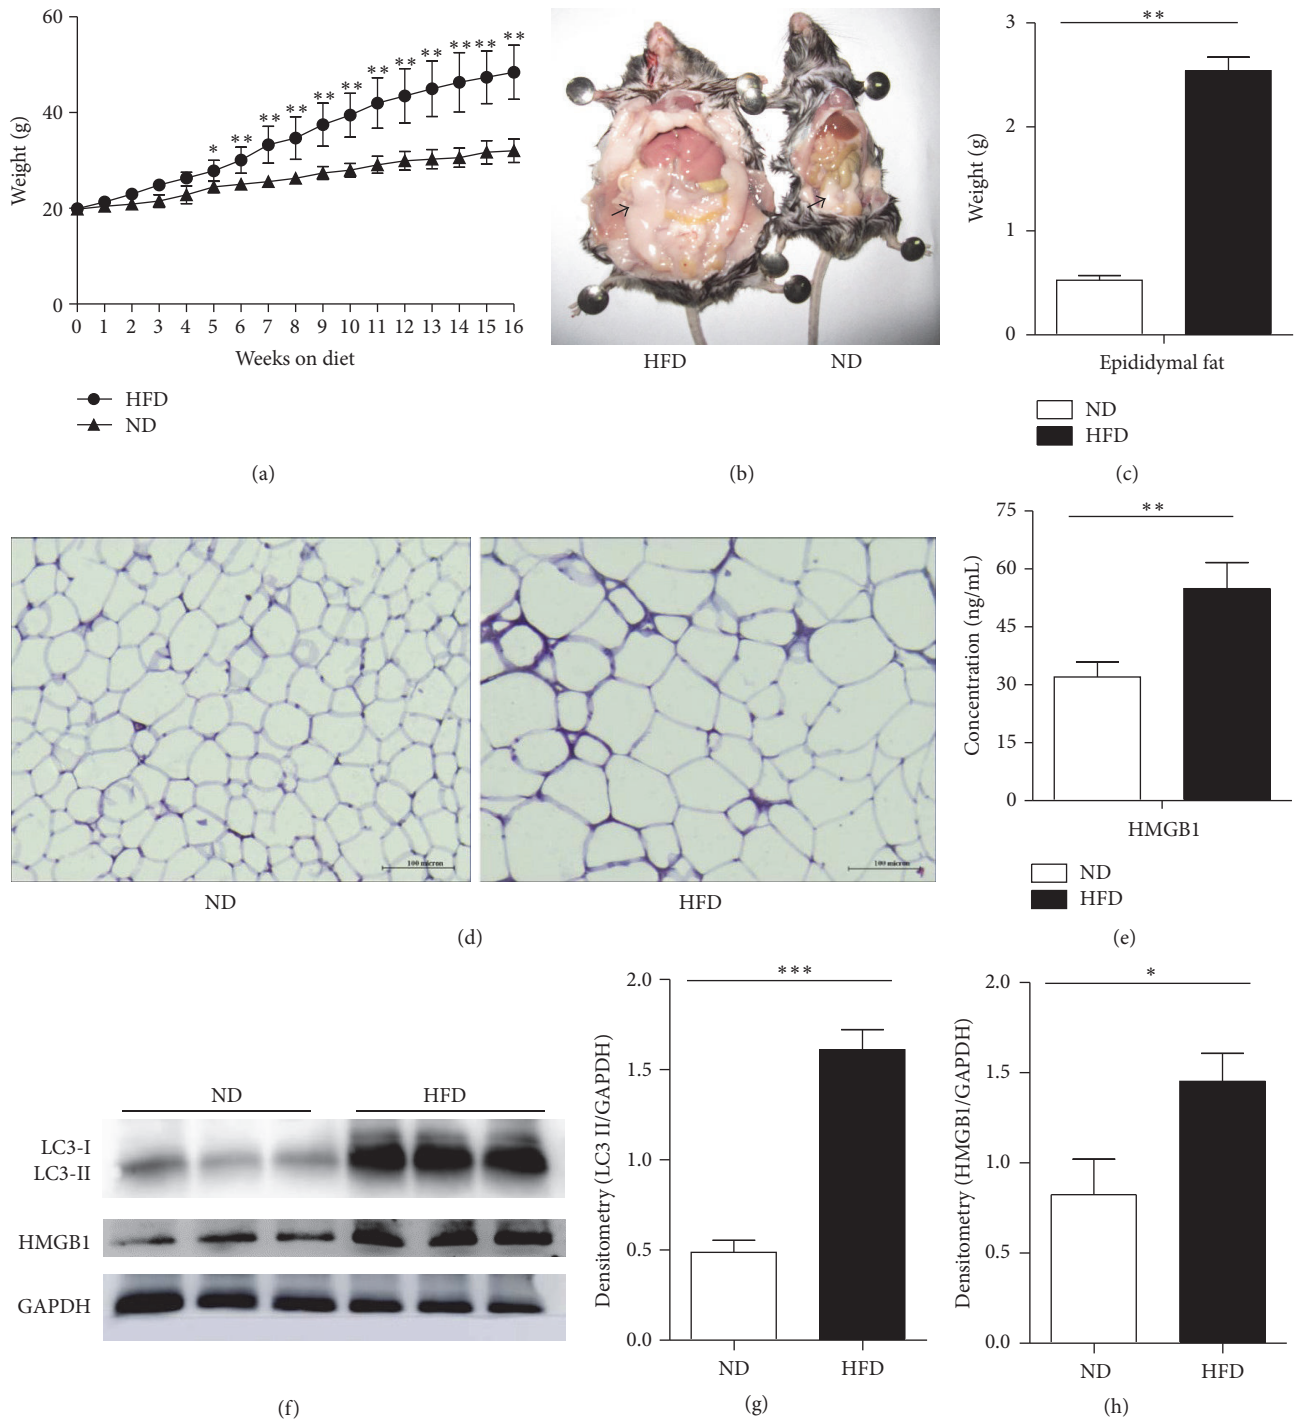 Weight (g)
60
40
20
0
* ** ** ** ** ** ** ** ** ** ** **
0 1 2 3 4 5 6 7 8 9 10 11 12 13 14 15 16
Weeks on diet
HFD
ND
(a)
HFD ND
(b)
Weight (g)
3
2
1
0
**
Epididymal fat
ND
HFD
(c)
100 micron
100 micron
ND HFD
(d)
Concentration (ng/mL)
75
60
45
30
15
0
**
HMGB1
ND
HFD
(e)
ND HFD
LC3-I
LC3-II
HMGB1
GAPDH
(f)
Densitometry (LC3 II/GAPDH)
2.0
1.5
1.0
0.5
0.0
***
ND HFD
(g)
Densitometry (HMGB1/GAPDH)
2.0
1.5
1.0
0.5
0.0
*
ND HFD
(h)